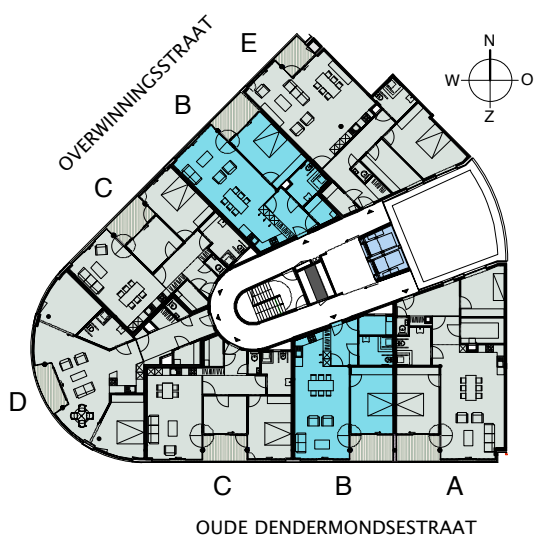 OVERWINNINGSSTRAAT
E
B
C
D
N
W
O
Z
C
B
A
OUDE DENDERMONDSESTRAAT